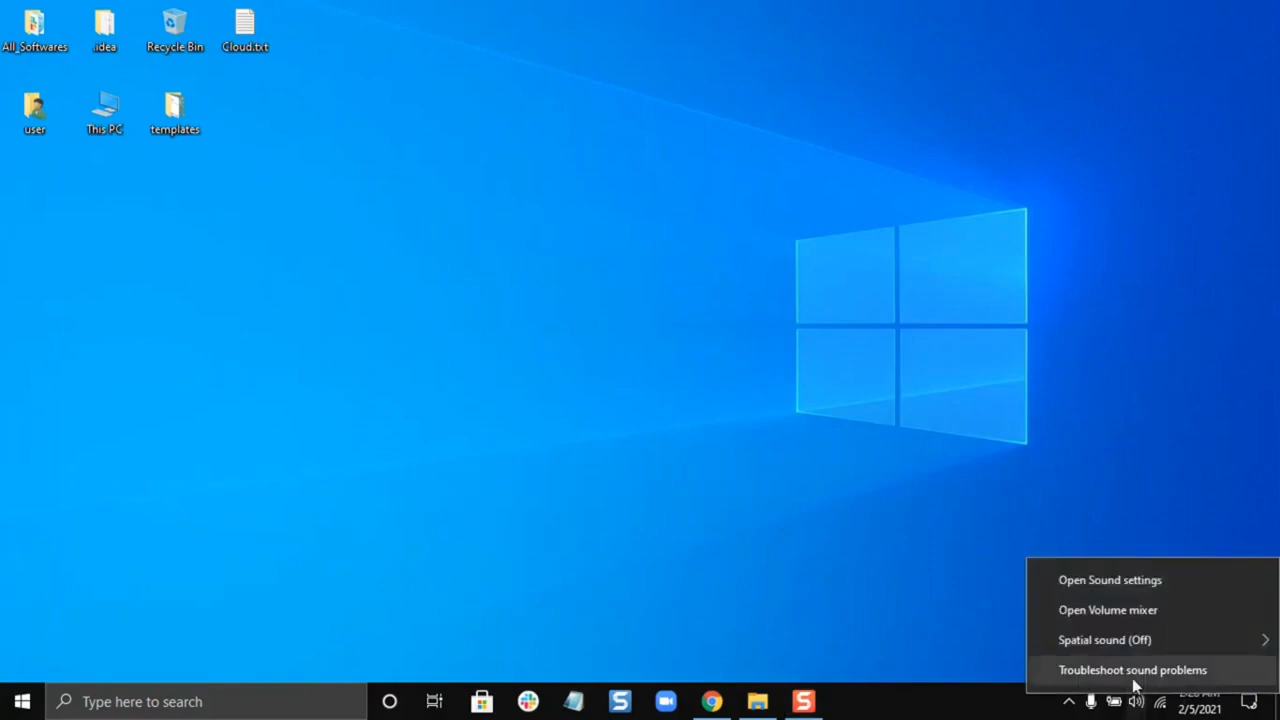 All_Softwares
.idea
Recycle Bin
Cloud.txt
user
This PC
templates
Open Sound settings
Open Volume mixer
Spatial sound (Off)
Troubleshoot sound problems
Type here to search
2/5/2021